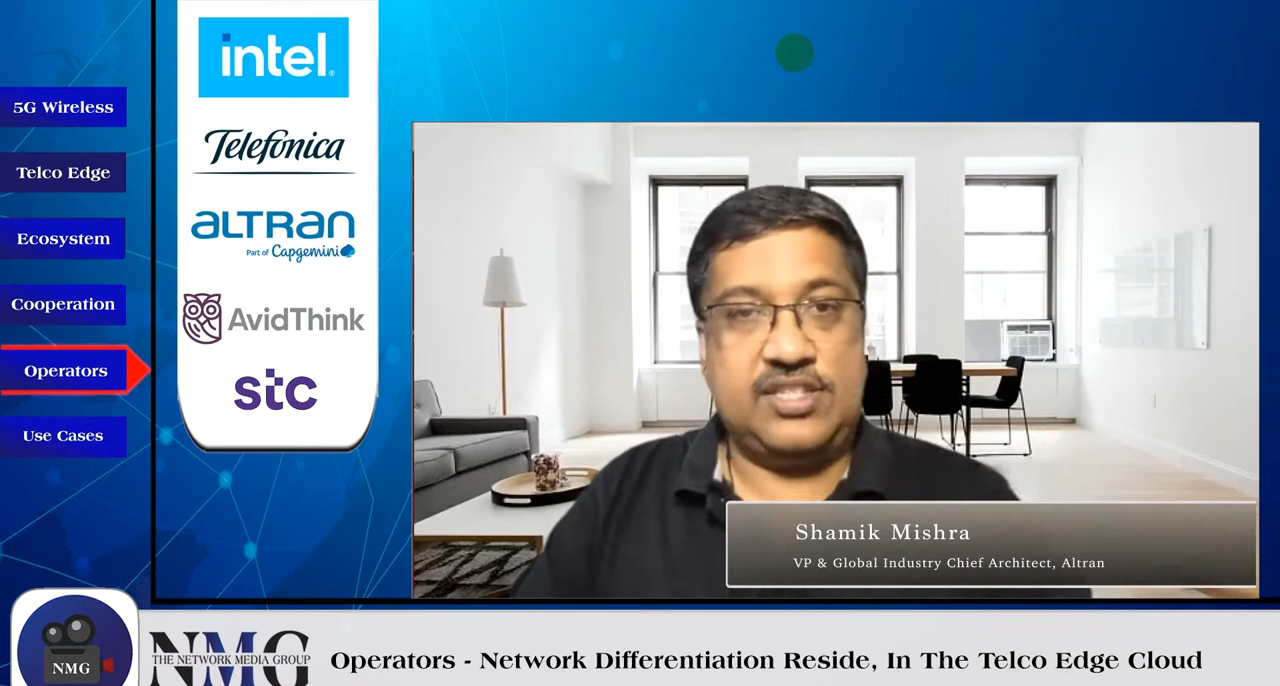 5G Wireless
Telco Edge
Ecosystem
Cooperation
Operators
Use Cases
intel.
Telefónica
altran
Part of Capgemini
AvidThink
stc
Shamik Mishra
VP & Global Industry Chief Architect, Altran
NMG
NMG
THE NETWORK MEDIA GROUP
Operators - Network Differentiation Reside, In The Telco Edge Cloud